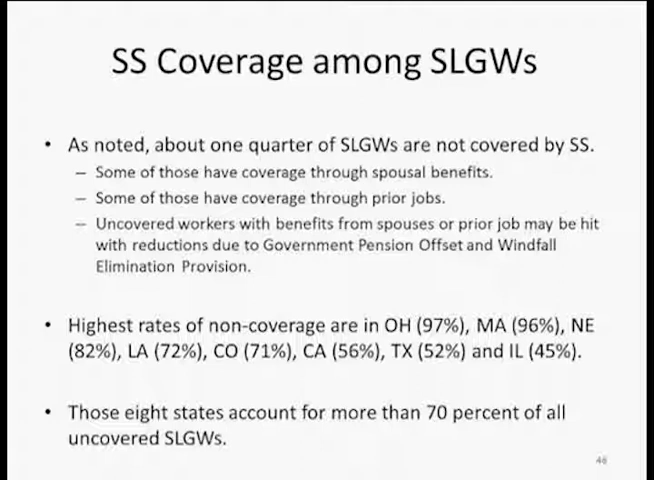 SS Coverage among SLGWs
• As noted, about one quarter of SLGWs are not covered by SS.
– Some of those have coverage through spousal benefits.
– Some of those have coverage through prior jobs.
– Uncovered workers with benefits from spouses or prior job may be hit
with reductions due to Government Pension Offset and Windfall
Elimination Provision.
• Highest rates of non-coverage are in OH (97%), MA (96%), NE
(82%), LA (72%), CO (71%), CA (56%), TX (52%) and IL (45%).
• Those eight states account for more than 70 percent of all
uncovered SLGWs.
46